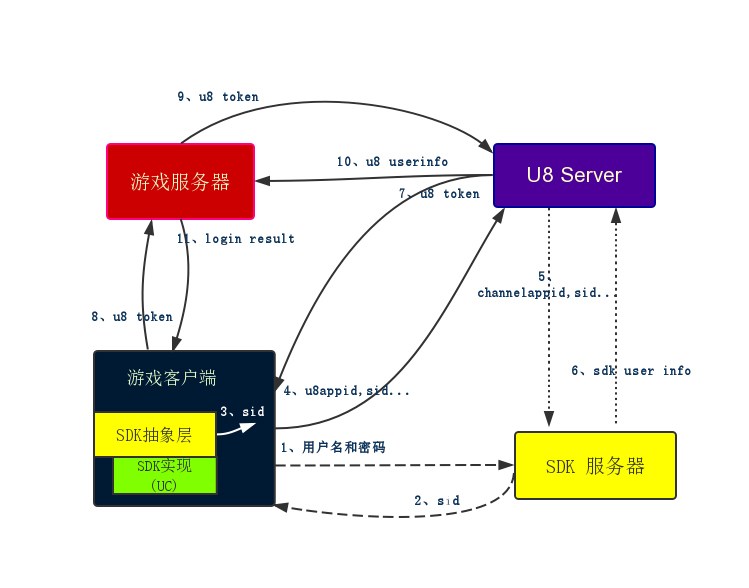 9、u8 token
游戏服务器
10、u8 userinfo
U8 Server
7、u8 token
11、login result
5、
channelappid,sid...
8、u8 token
游戏客户端
6、sdk user info
4、u8appid,sid...
3、sid
SDK抽象层
1、用户名和密码
SDK实现
(UC)
SDK 服务器
2、sid